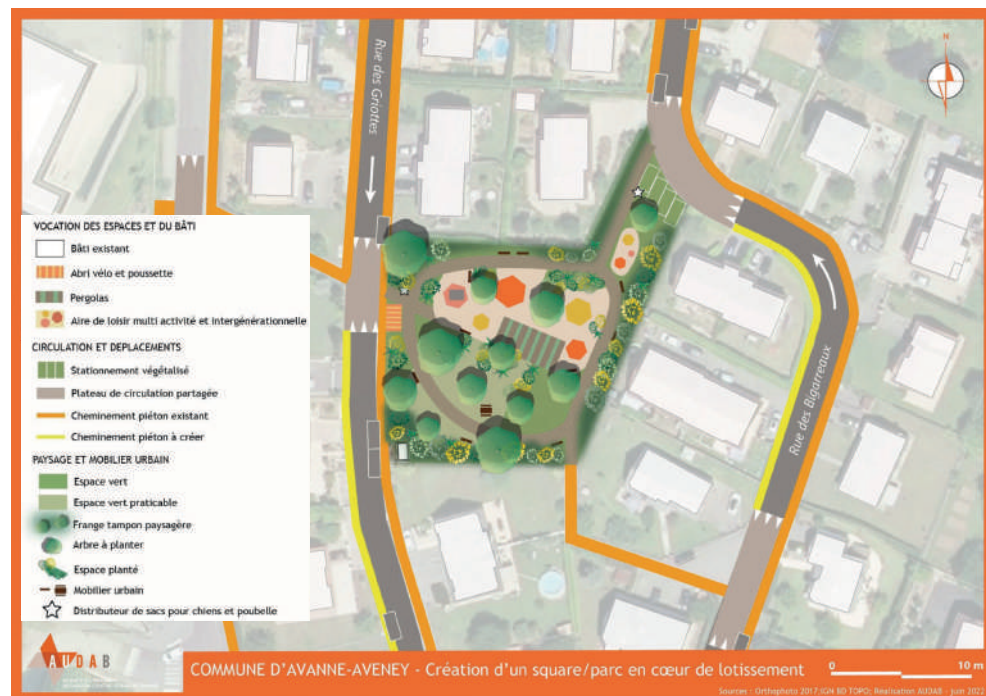 Rue des Griottes
N
VOCATION DES ESPACES ET DU BÂTI
Bâti existant
Abri vélo et poussette
Pergolas
Aire de loisir multi activité et intergénérationnelle
CIRCULATION ET DEPLACEMENTS
Stationnement végétalisé
Plateau de circulation partagée
Cheminement piéton existant
Cheminement piéton à créer
PAYSAGE ET MOBILIER URBAIN
Espace vert
Espace vert praticable
Frange tampon paysagère
Arbre à planter
Espace planté
Mobilier urbain
Distributeur de sacs pour chiens et poubelle
Rue des Bigarreaux
AUDAB
COMMUNE D'AVANNE-AVENEY - Création d'un square/parc en cœur de lotissement
0 10 m
Sources : Orthophoto 2017;IGN BD TOPO; Réalisation AUDAB - juin 2022